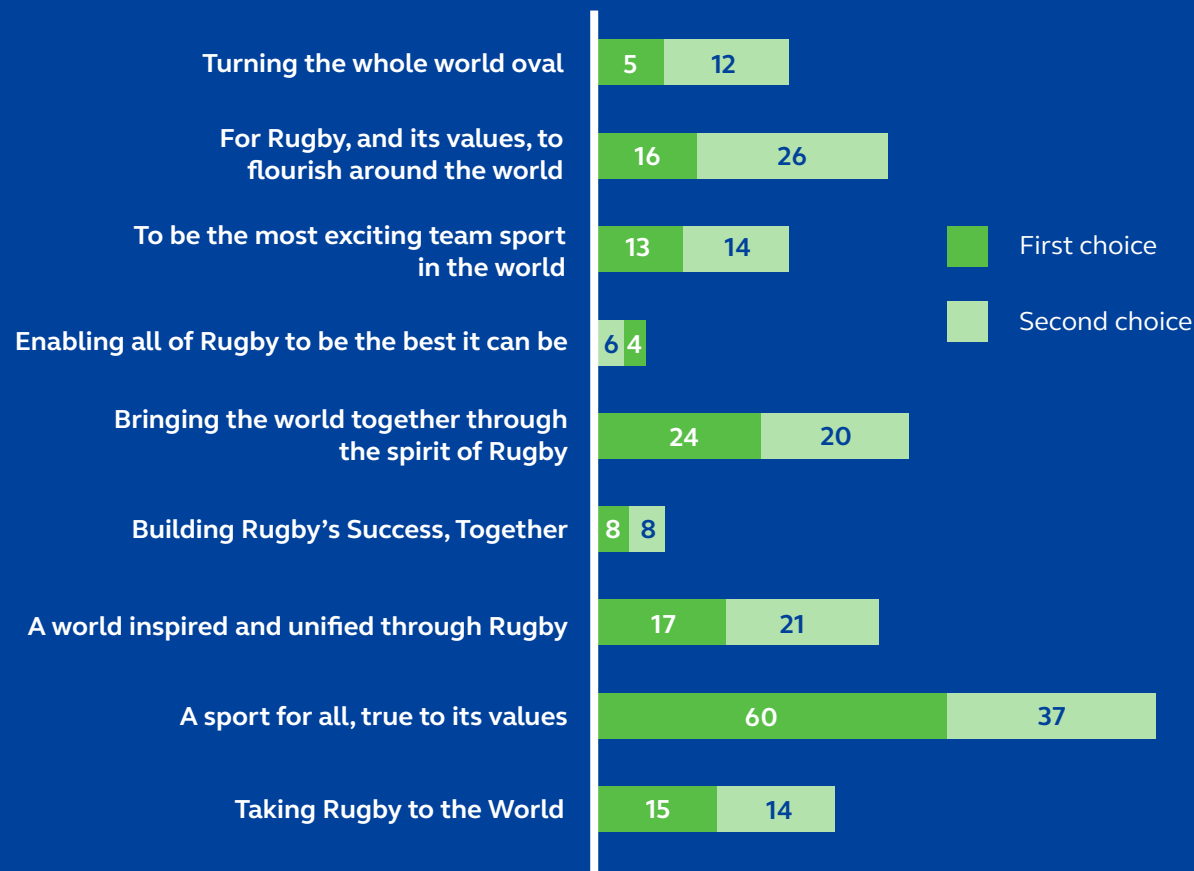 Turning the whole world oval
5 12
For Rugby, and its values, to
flourish around the world
16 26
To be the most exciting team sport
in the world
13 14
First choice
Second choice
Enabling all of Rugby to be the best it can be
6 4
Bringing the world together through
the spirit of Rugby
24 20
Building Rugby’s Success, Together
8 8
A world inspired and unified through Rugby
17 21
A sport for all, true to its values
60 37
Taking Rugby to the World
15 14